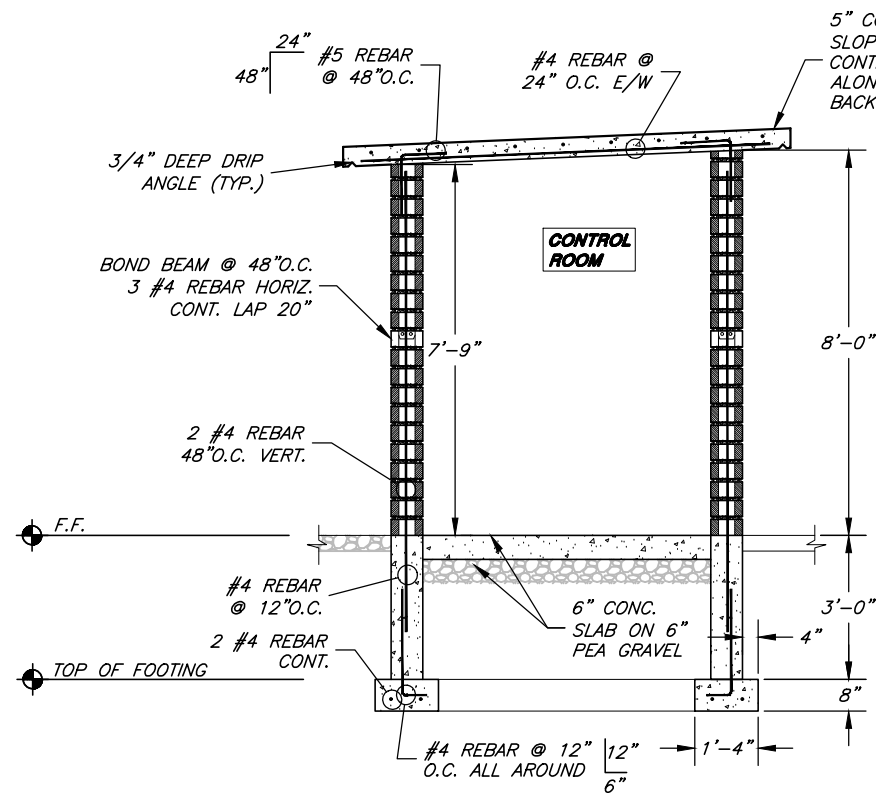 24"
48"
#5 REBAR
@ 48"O.C.
#4 REBAR @
24" O.C. E/W
5" CO
SLOP
CONT
ALON
BACK
3/4" DEEP DRIP
ANGLE (TYP.)
CONTROL
ROOM
BOND BEAM @ 48"O.C.
3 #4 REBAR HORIZ.
CONT. LAP 20"
7'-9"
8'-0"
2 #4 REBAR
48"O.C. VERT.
F.F.
#4 REBAR
@ 12"O.C.
6" CONC.
SLAB ON 6"
PEA GRAVEL
3'-0"
4"
2 #4 REBAR
CONT.
TOP OF FOOTING
8"
1'-4"
#4 REBAR @ 12"
O.C. ALL AROUND
12"
6"